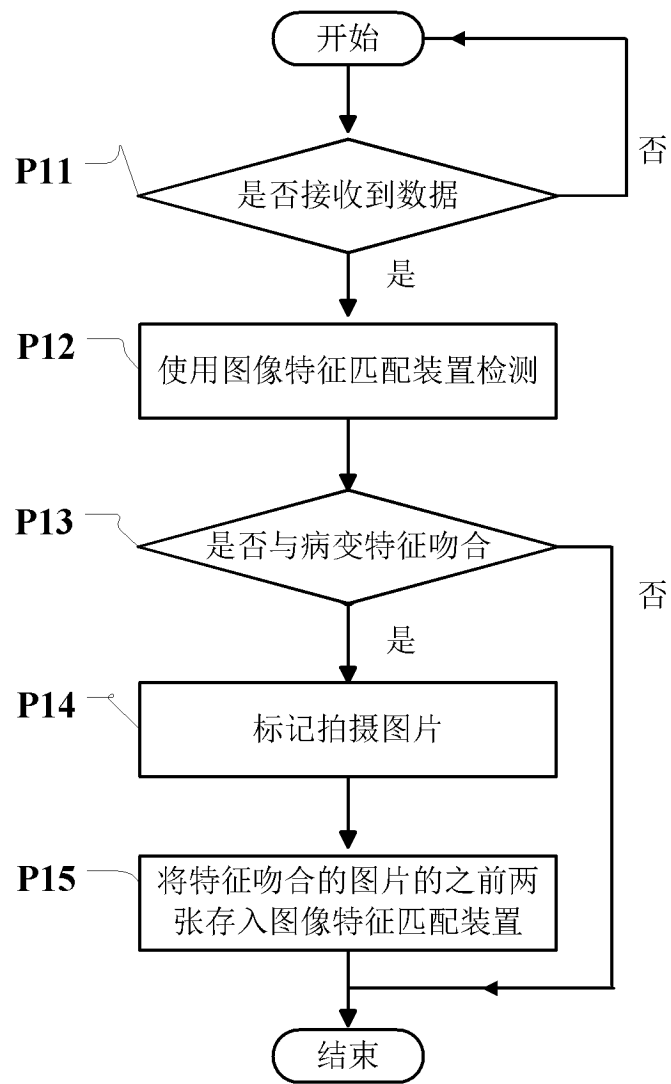 开始
否
P11
是否接收到数据
是
P12
使用图像特征匹配装置检测
P13
是否与病变特征吻合
否
是
P14
标记拍摄图片
P15
将特征吻合的图片的之前两
张存入图像特征匹配装置
结束